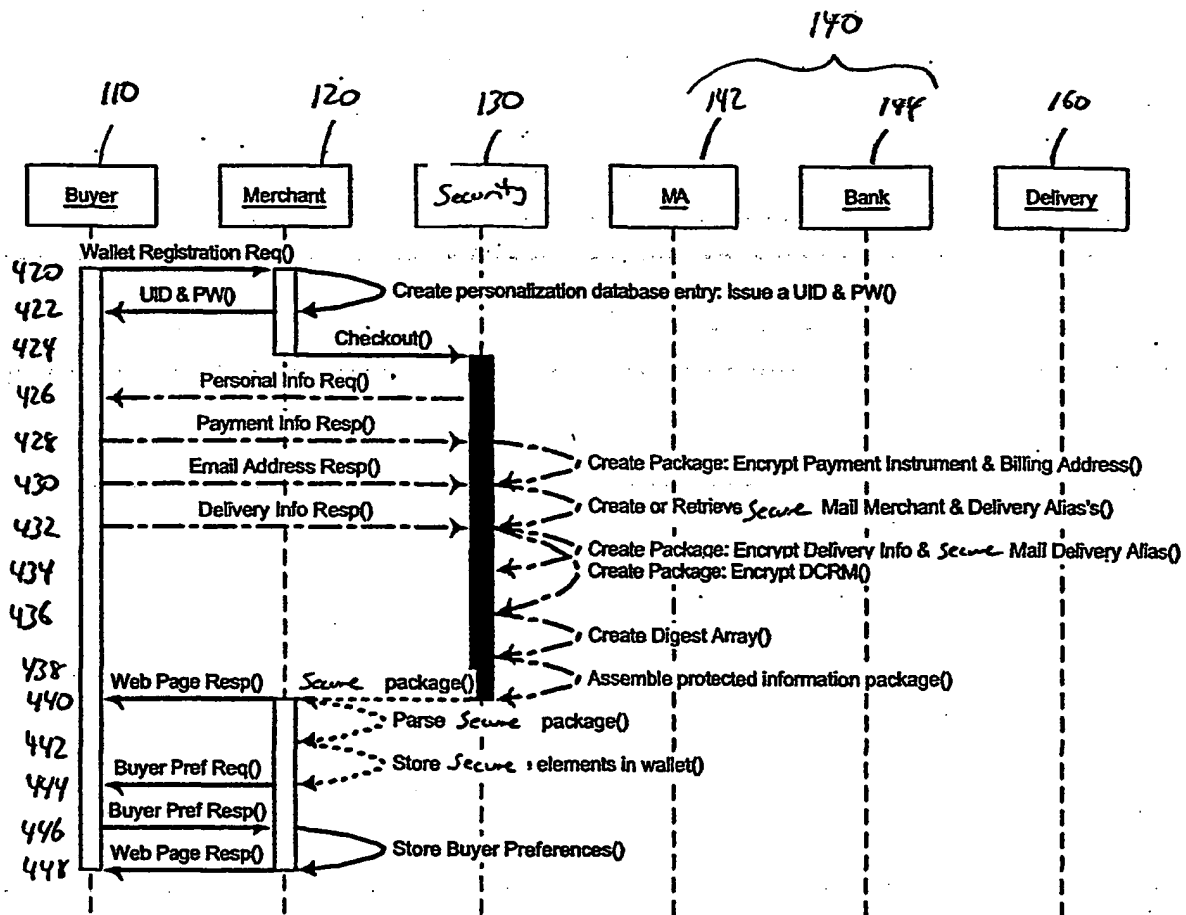 140
110 120 130 142 144 160
Buyer Merchant Security MA Bank Delivery
Wallet Registration Req()
420
UID & PW() Create personalization database entry: Issue a UID & PW()
422
Checkout()
424
Personal Info Req()
426
Payment Info Resp()
428
Email Address Resp() Create Package: Encrypt Payment Instrument & Billing Address()
430
Delivery Info Resp() Create or Retrieve Secure Mail Merchant & Delivery Alias's()
432
Create Package: Encrypt Delivery Info & Secure Mail Delivery Alias()
434 Create Package: Encrypt DCRM()
436
Create Digest Array()
438
Web Page Resp() Secure package() Assemble protected information package()
440
Parse Secure package()
442
Buyer Pref Req() Store Secure elements in wallet()
444
Buyer Pref Resp()
446
Web Page Resp() Store Buyer Preferences()
448